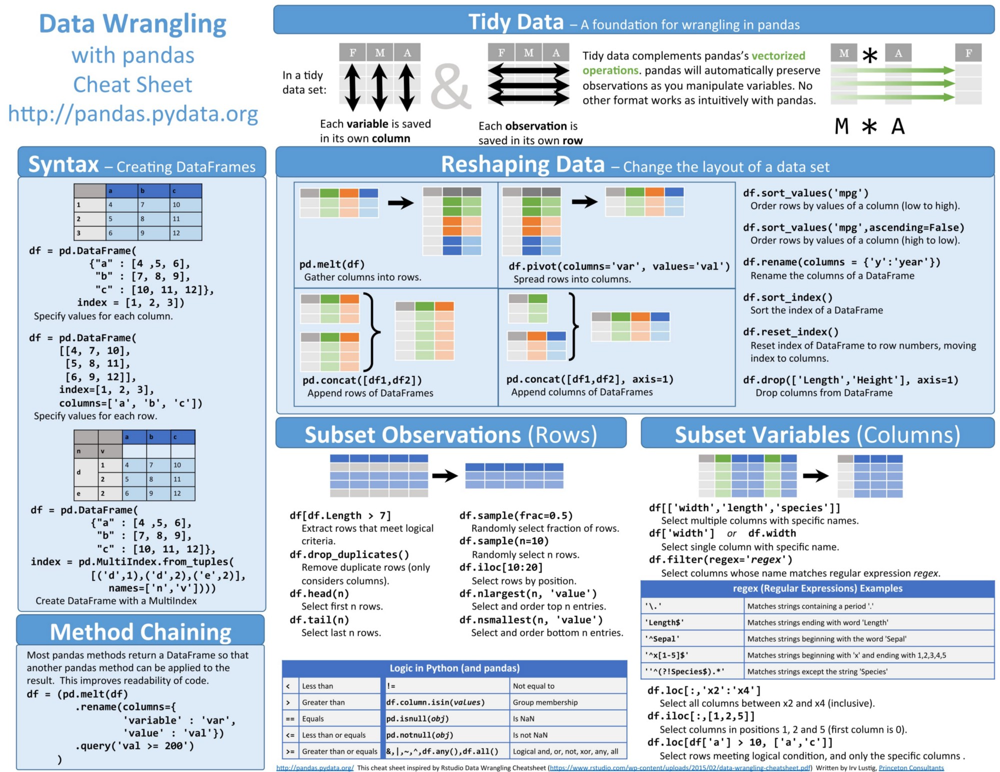 Data Wrangling
with pandas
Cheat Sheet
http://pandas.pydata.org
Tidy Data – A foundation for wrangling in pandas
In a tidy
data set:
F M A
Each variable is saved
in its own column
&
F M A
Each observation is
saved in its own row
Tidy data complements pandas's vectorized
operations. pandas will automatically preserve
observations as you manipulate variables. No
other format works as intuitively with pandas.
M * A F
M * A
Syntax – Creating DataFrames
a b c
1 4 7 10
2 5 8 11
3 6 9 12
df = pd.DataFrame(
{"a" : [4 ,5, 6],
"b" : [7, 8, 9],
"c" : [10, 11, 12]},
index = [1, 2, 3])
Specify values for each column.
df = pd.DataFrame(
[[4, 7, 10],
[5, 8, 11],
[6, 9, 12]],
index=[1, 2, 3],
columns=['a', 'b', 'c'])
Specify values for each row.
a b c
n v
d 1 4 7 10
2 5 8 11
e 2 6 9 12
df = pd.DataFrame(
{"a" : [4 ,5, 6],
"b" : [7, 8, 9],
"c" : [10, 11, 12]},
index = pd.MultiIndex.from_tuples(
[('d',1),('d',2),('e',2)],
names=['n','v'])))
Create DataFrame with a MultiIndex
Method Chaining
Most pandas methods return a DataFrame so that
another pandas method can be applied to the
result. This improves readability of code.
df = (pd.melt(df)
.rename(columns={
'variable' : 'var',
'value' : 'val'})
.query('val >= 200')
)
Reshaping Data – Change the layout of a data set
pd.melt(df)
Gather columns into rows.
df.pivot(columns='var', values='val')
Spread rows into columns.
pd.concat([df1,df2])
Append rows of DataFrames
pd.concat([df1,df2], axis=1)
Append columns of DataFrames
df.sort_values('mpg')
Order rows by values of a column (low to high).
df.sort_values('mpg',ascending=False)
Order rows by values of a column (high to low).
df.rename(columns = {'y':'year'})
Rename the columns of a DataFrame
df.sort_index()
Sort the index of a DataFrame
df.reset_index()
Reset index of DataFrame to row numbers, moving
index to columns.
df.drop(['Length','Height'], axis=1)
Drop columns from DataFrame
Subset Observations (Rows)
df[df.Length > 7]
Extract rows that meet logical
criteria.
df.drop_duplicates()
Remove duplicate rows (only
considers columns).
df.head(n)
Select first n rows.
df.tail(n)
Select last n rows.
df.sample(frac=0.5)
Randomly select fraction of rows.
df.sample(n=10)
Randomly select n rows.
df.iloc[10:20]
Select rows by position.
df.nlargest(n, 'value')
Select and order top n entries.
df.nsmallest(n, 'value')
Select and order bottom n entries.
Logic in Python (and pandas)
< Less than != Not equal to
> Greater than df.column.isin(values) Group membership
== Equals pd.isnull(obj) Is NaN
<= Less than or equals pd.notnull(obj) Is not NaN
>= Greater than or equals &,|,~,^,df.any(),df.all() Logical and, or, not, xor, any, all
Subset Variables (Columns)
df[['width','length','species']]
Select multiple columns with specific names.
df['width'] or df.width
Select single column with specific name.
df.filter(regex='regex')
Select columns whose name matches regular expression regex.
regex (Regular Expressions) Examples
'\.' Matches strings containing a period '.'
'Length$' Matches strings ending with word 'Length'
'^Sepal' Matches strings beginning with the word 'Sepal'
'^x[1-5]$' Matches strings beginning with 'x' and ending with 1,2,3,4,5
''^(?!Species$).*' Matches strings except the string 'Species'
df.loc[:,'x2':'x4']
Select all columns between x2 and x4 (inclusive).
df.iloc[:,[1,2,5]]
Select columns in positions 1, 2 and 5 (first column is 0).
df.loc[df['a'] > 10, ['a','c']]
Select rows meeting logical condition, and only the specific columns .
http://pandas.pydata.org/ This cheat sheet inspired by Rstudio Data Wrangling Cheatsheet (https://www.rstudio.com/wp-content/uploads/2015/02/data-wrangling-cheatsheet.pdf) Written by Irv Lustig, Princeton Consultants